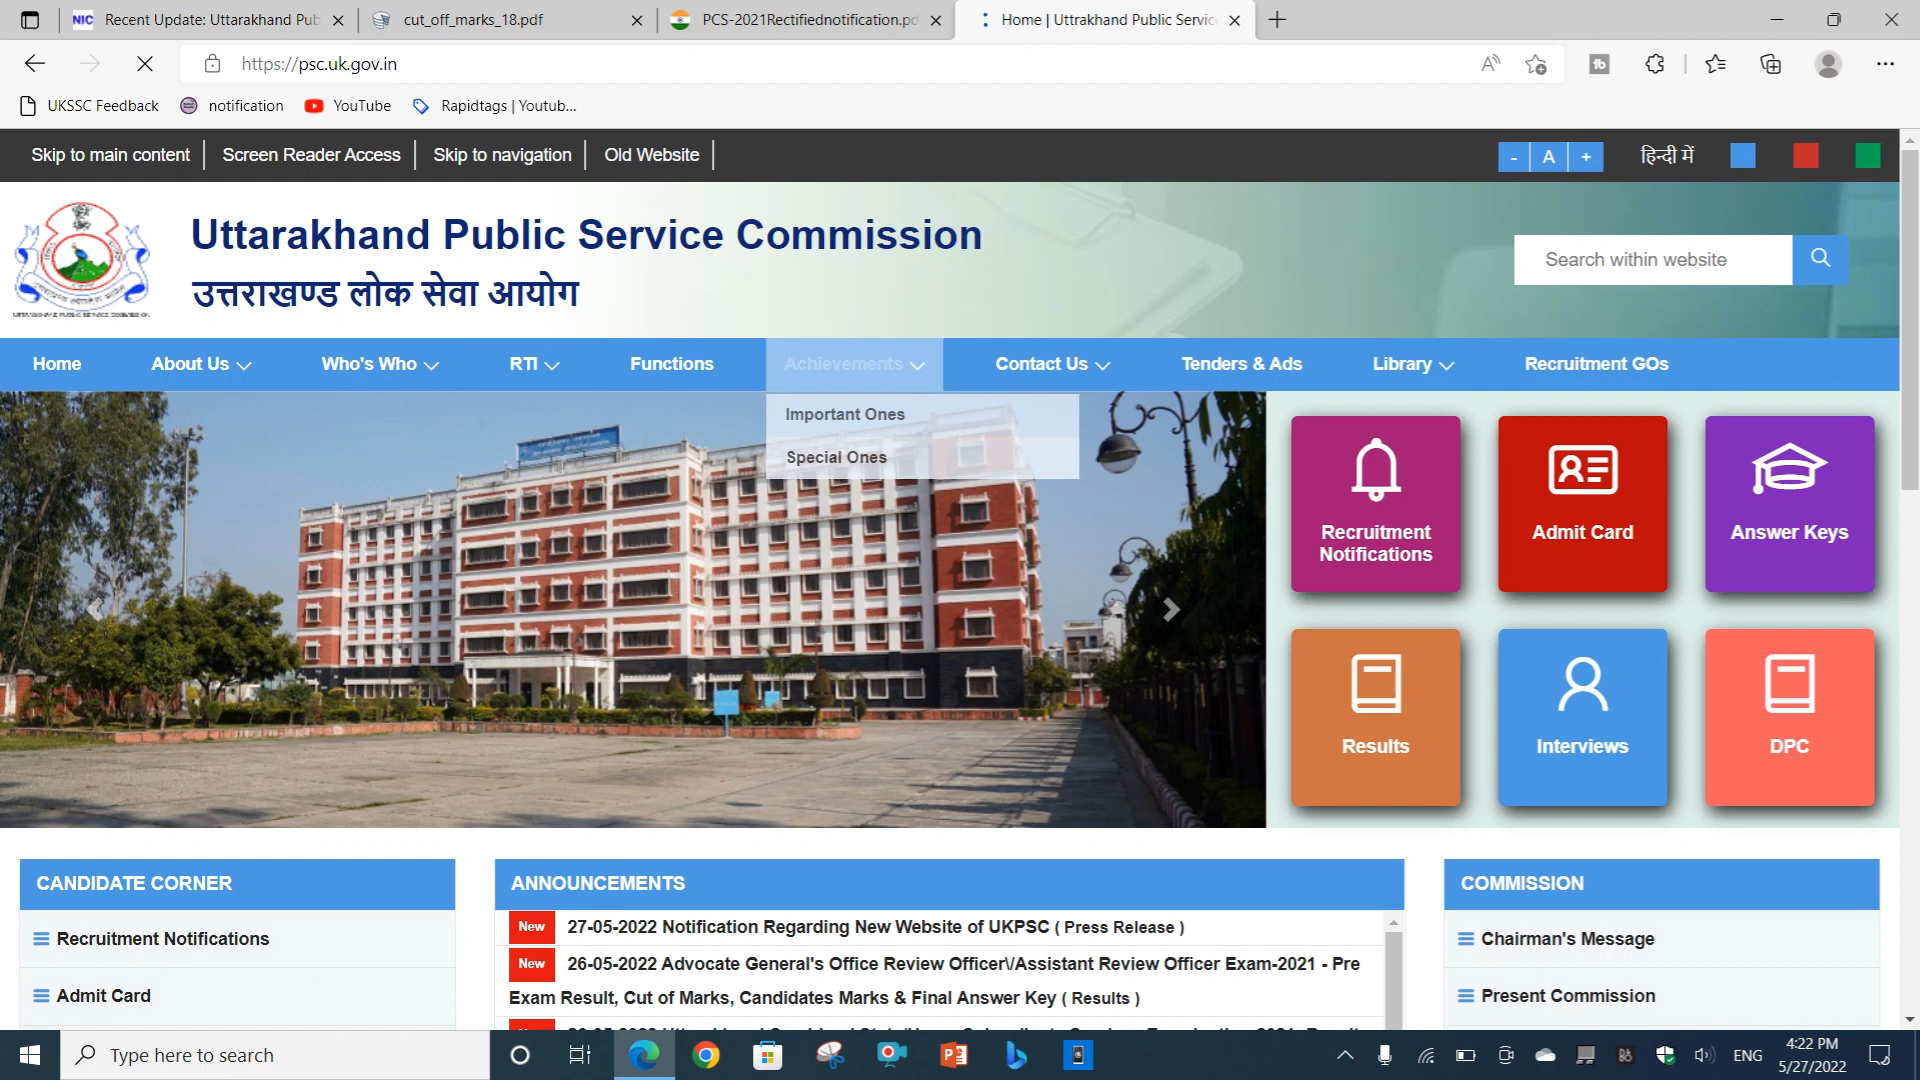 Recent Update: Uttarakhand Pub
cut_off_marks_18.pdf
PCS-2021Rectifiednotification.pd
Home | Uttrakhand Public Service
https://psc.uk.gov.in
UKSSC Feedback
notification
YouTube
Rapidtags | Youtub...
Skip to main content
Screen Reader Access
Skip to navigation
Old Website
- A +
हिन्दी में
Uttarakhand Public Service Commission
उत्तराखण्ड लोक सेवा आयोग
Search within website
Home
About Us
Who's Who
RTI
Functions
Achievements
Contact Us
Tenders & Ads
Library
Recruitment GOs
Important Ones
Special Ones
Recruitment
Notifications
Admit Card
Answer Keys
Results
Interviews
DPC
CANDIDATE CORNER
Recruitment Notifications
Admit Card
ANNOUNCEMENTS
New 27-05-2022 Notification Regarding New Website of UKPSC ( Press Release )
New 26-05-2022 Advocate General's Office Review Officer\/Assistant Review Officer Exam-2021 - Pre
Exam Result, Cut of Marks, Candidates Marks & Final Answer Key ( Results )
COMMISSION
Chairman's Message
Present Commission
Type here to search
ENG
4:22 PM
5/27/2022